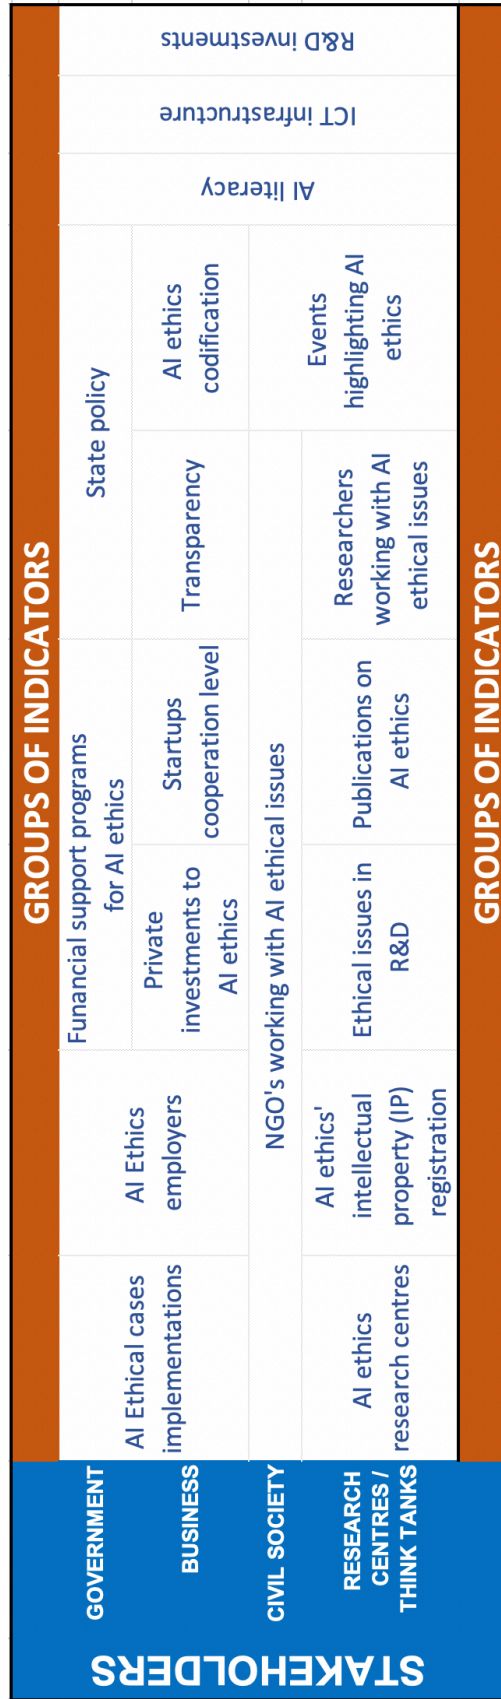 GROUPS OF INDICATORS
STAKEHOLDERS
GOVERNMENT
AI Ethical cases
implementations
AI Ethics
employers
Funancial support programs
for AI ethics
State policy
BUSINESS
Private
investments to
AI ethics
Startups
cooperation level
Transparency
AI ethics
codification
CIVIL SOCIETY
NGO's working with AI ethical issues
RESEARCH
CENTRES /
THINK TANKS
AI ethics
research centres
AI ethics'
intellectual
property (IP)
registration
Ethical issues in
R&D
Publications on
AI ethics
Researchers
working with AI
ethical issues
Events
highlighting AI
ethics
AI literacy
ICT infrastructure
R&D investments
GROUPS OF INDICATORS